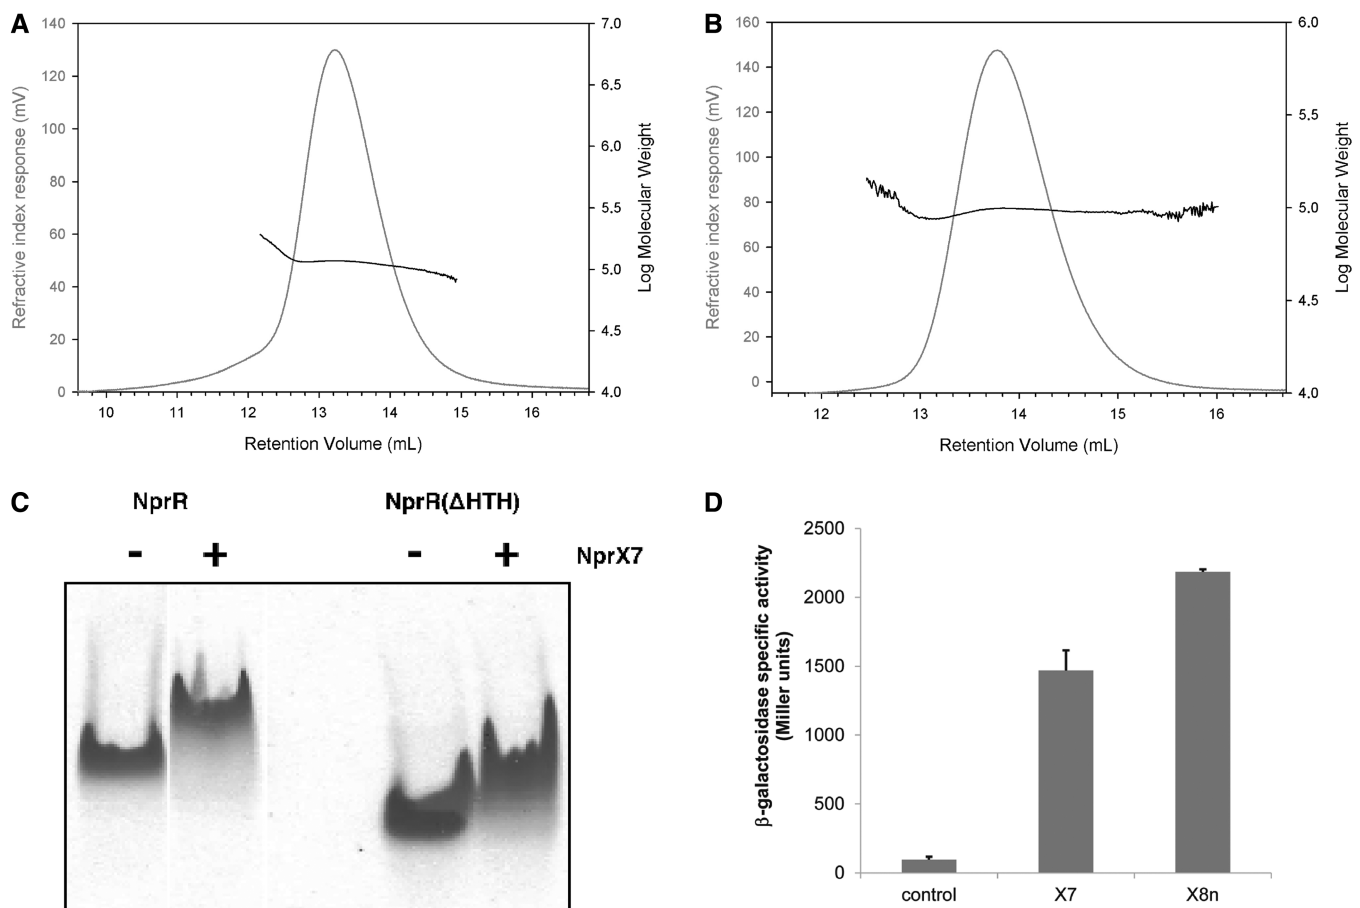 A
140
120
100
80
60
40
20
0
Refractive index response (mV)
7.0
6.5
6.0
5.5
5.0
4.5
4.0
Log Molecular Weight
10 11 12 13 14 15 16
Retention Volume (mL)
B
160
140
120
100
80
60
40
20
0
Refractive index response (mV)
6.0
5.5
5.0
4.5
4.0
Log Molecular Weight
12 13 14 15 16
Retention Volume (mL)
C
NprR NprR(ΔHTH)
- + - + NprX7
D
2500
2000
1500
1000
500
0
β-galactosidase specific activity
(Miller units)
control X7 X8n